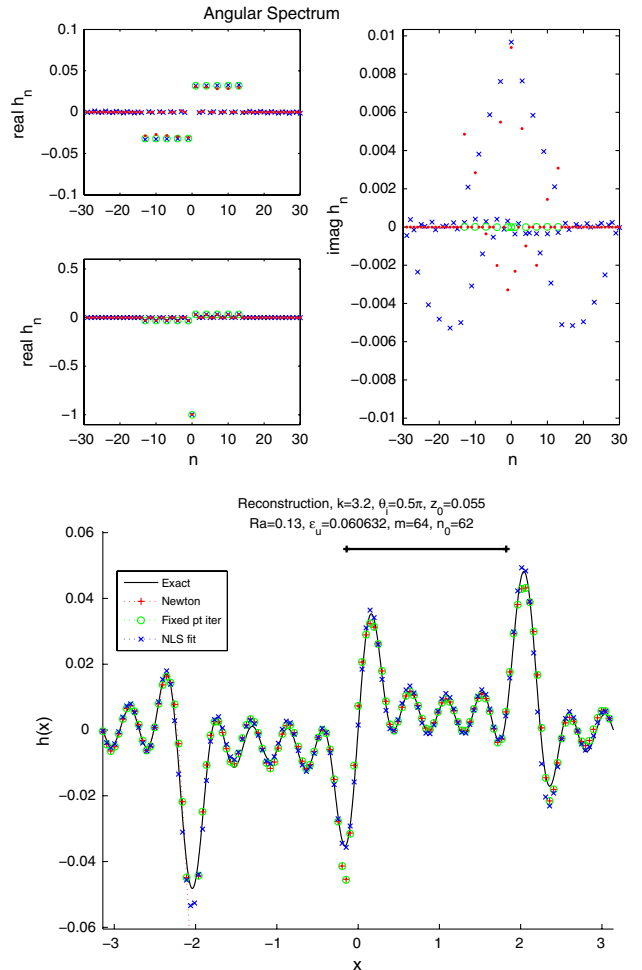 Angular Spectrum
real h_n
0.1
0.05
0
−0.05
−0.1
−30 −20 −10 0 10 20 30
real h_n
0.5
0
−0.5
−1
−30 −20 −10 0 10 20 30
n
imag h_n
0.01
0.008
0.006
0.004
0.002
0
−0.002
−0.004
−0.006
−0.008
−0.01
−30 −20 −10 0 10 20 30
n
Reconstruction, k=3.2, θ_i=0.5π, z_0=0.055
Ra=0.13, ε_u=0.060632, m=64, n_0=62
h(x)
0.06
0.04
0.02
0
−0.02
−0.04
−0.06
Exact
Newton
Fixed pt iter
NLS fit
−3 −2 −1 0 1 2 3
x